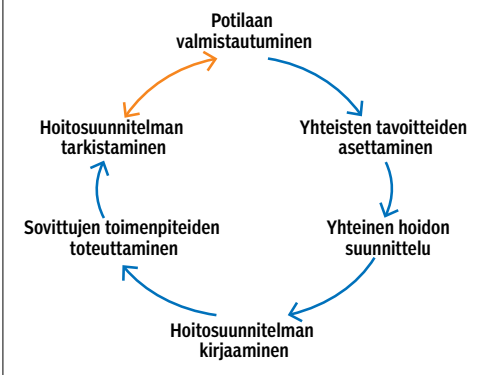 Potilaan
valmistautuminen
Yhteisten tavoitteiden
asettaminen
Yhteinen hoidon
suunnittelu
Hoitosuunnitelman
kirjaaminen
Sovittujen toimenpiteiden
toteuttaminen
Hoitosuunnitelman
tarkistaminen